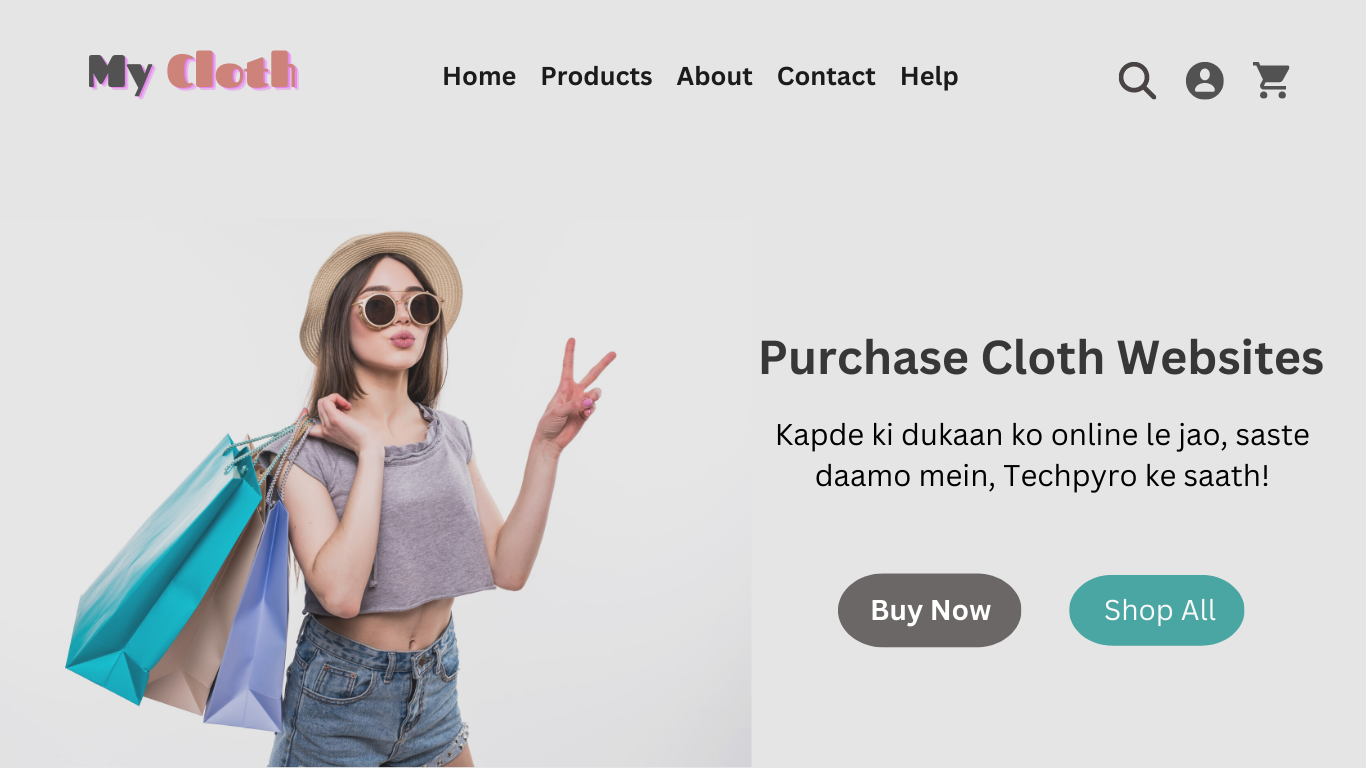 My Cloth
Home Products About Contact Help
Purchase Cloth Websites
Kapde ki dukaan ko online le jao, saste
daamo mein, Techpyro ke saath!
Buy Now
Shop All